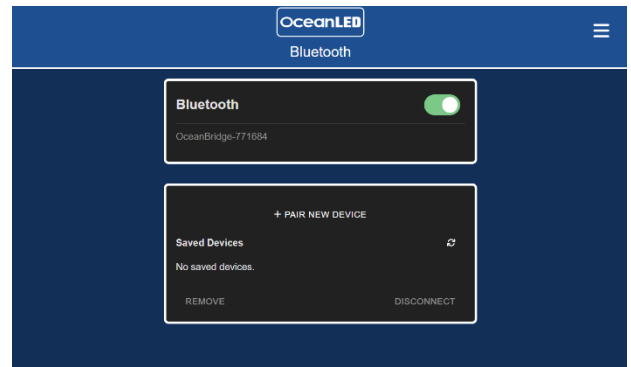 OceanLED
Bluetooth
Bluetooth
OceanBridge-771684
+ PAIR NEW DEVICE
Saved Devices
No saved devices.
REMOVE DISCONNECT